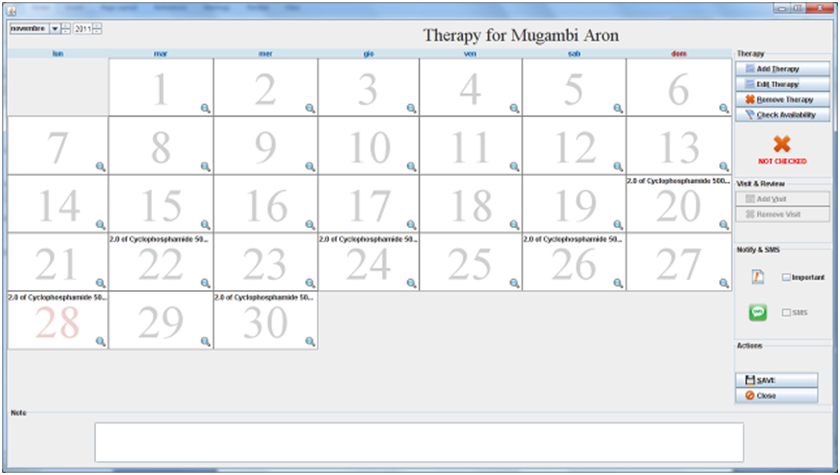 novembre 2011
Therapy for Mugambi Aron
lun mar mer gio ven sab dom
1 2 3 4 5 6
7 8 9 10 11 12 13
2.0 of Cyclophosphamide 500...
14 15 16 17 18 19 20
2.0 of Cyclophosphamide 50... 2.0 of Cyclophosphamide 50... 2.0 of Cyclophosphamide 50...
21 22 23 24 25 26 27
2.0 of Cyclophosphamide 50... 2.0 of Cyclophosphamide 50...
28 29 30
Therapy
Add Therapy
Edit Therapy
Remove Therapy
Check Availability
NOT CHECKED
Visit & Review
Add Visit
Remove Visit
Notify & SMS
Important
SMS
Actions
SAVE
Close
Note